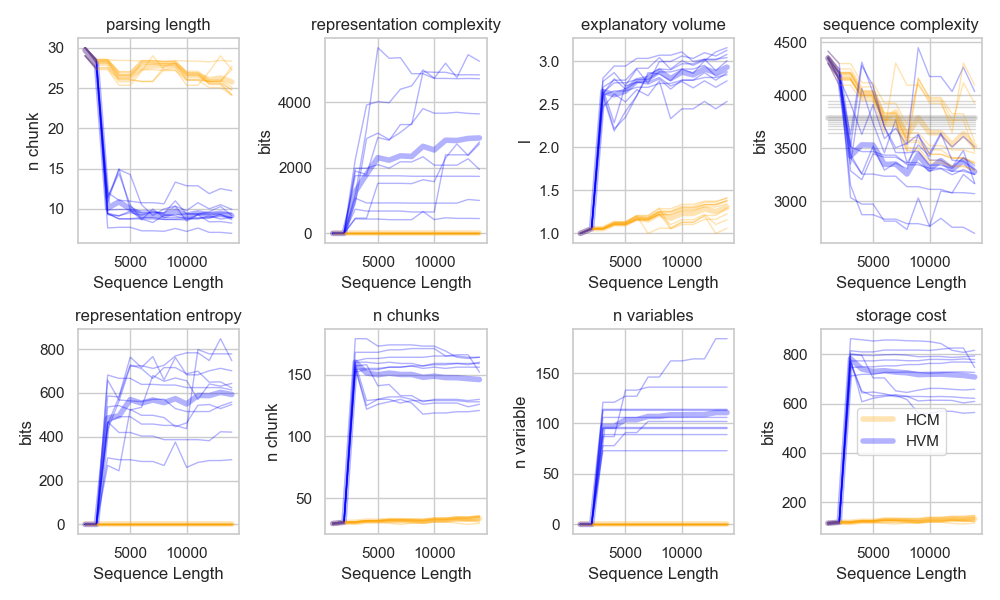 parsing length
30
25
20
15
10
n chunk
5000
10000
Sequence Length
representation complexity
4000
2000
0
bits
5000
10000
Sequence Length
explanatory volume
3.0
2.5
2.0
1.5
1.0
l
5000
10000
Sequence Length
sequence complexity
4500
4000
3500
3000
bits
5000
10000
Sequence Length
representation entropy
800
600
400
200
0
bits
5000
10000
Sequence Length
n chunks
150
100
50
n chunk
5000
10000
Sequence Length
n variables
150
100
50
0
n variable
5000
10000
Sequence Length
storage cost
800
600
400
200
bits
HCM
HVM
5000
10000
Sequence Length